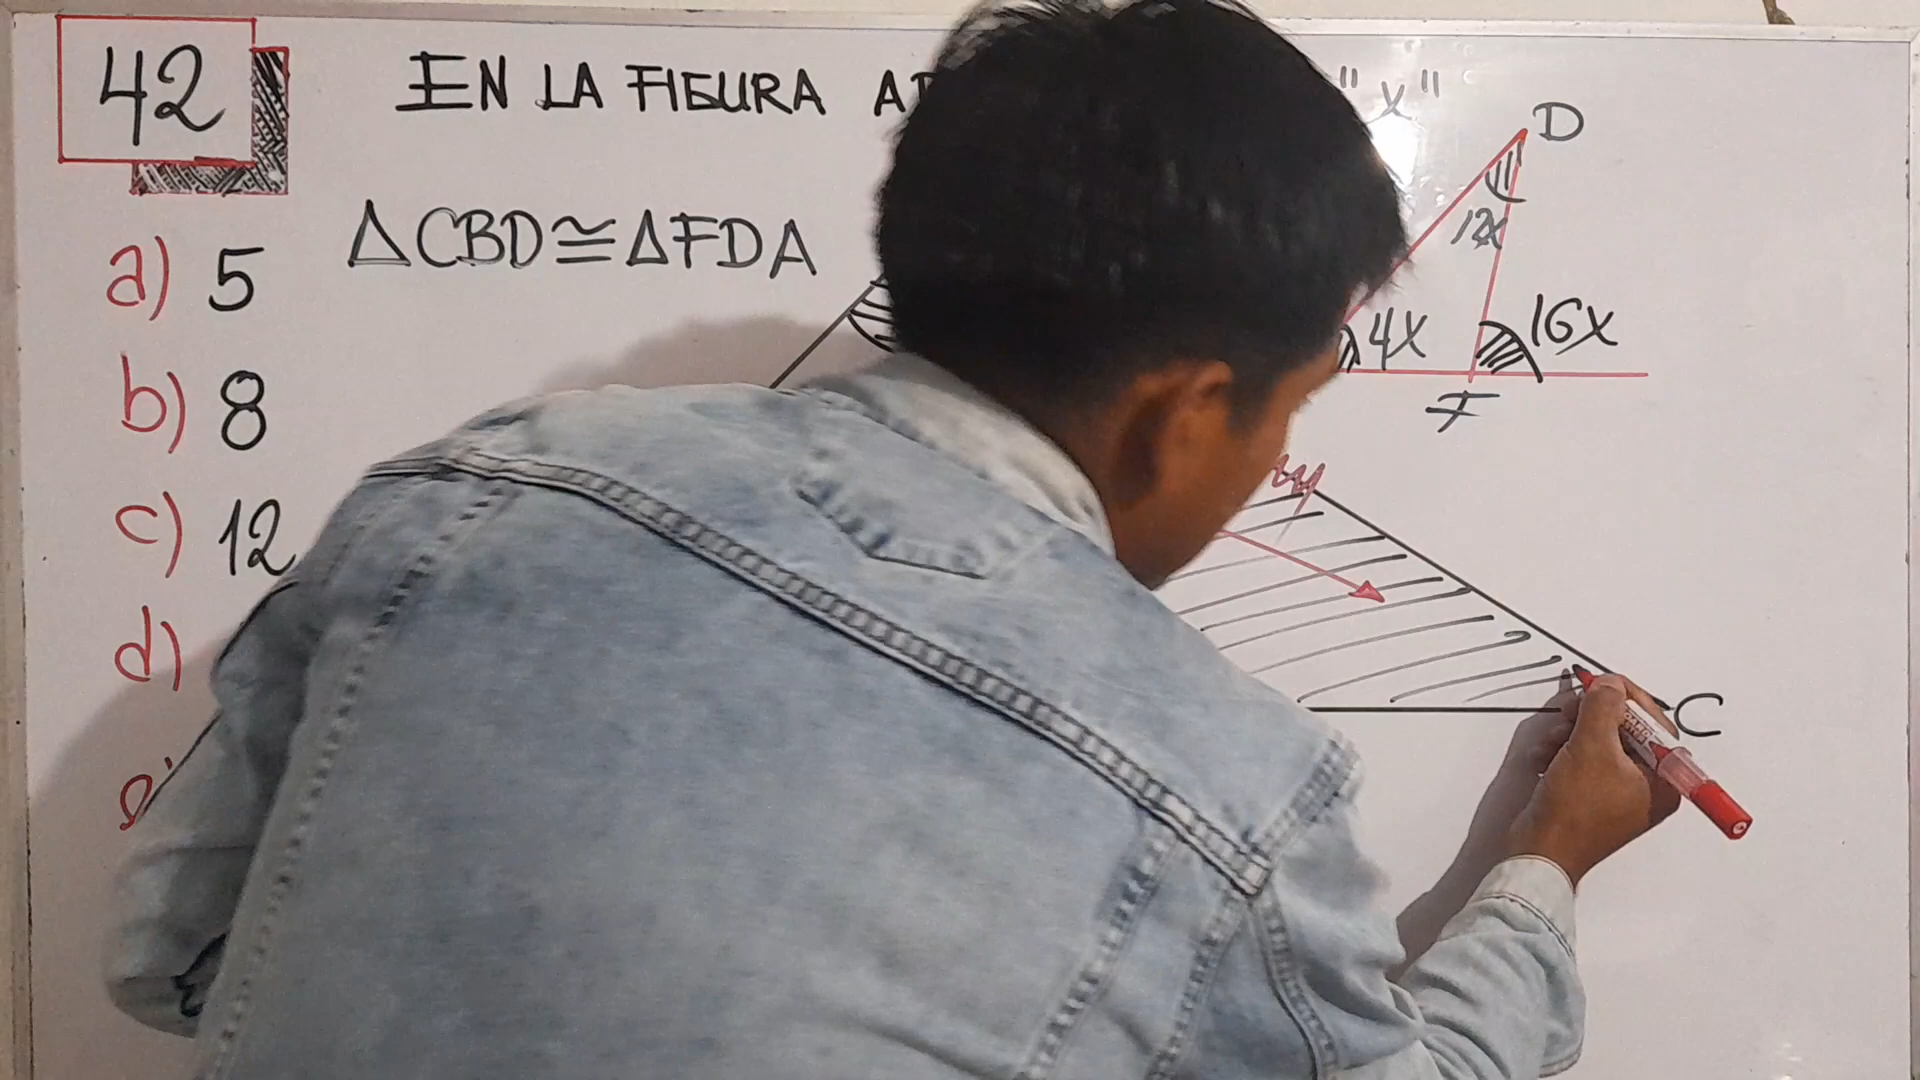 42
EN LA FIGURA
"x"
D
ΔCBD≅ΔFDA
12x
a) 5
4x
16x
F
b) 8
c) 12
d)
C